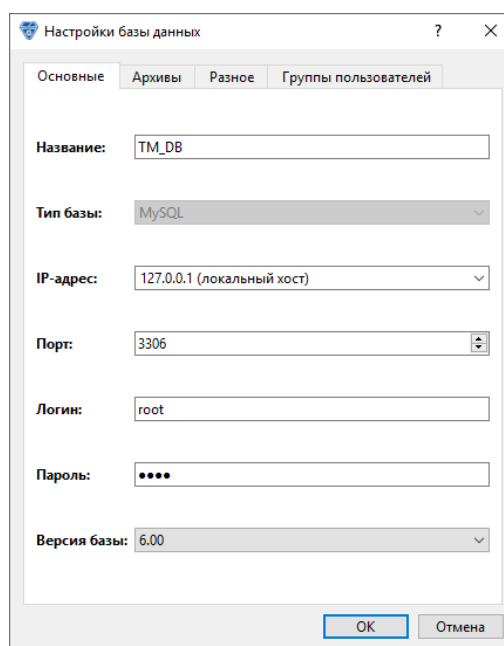 Настройки базы данных
Основные Архивы Разное Группы пользователей
Название: TM_DB
Тип базы: MySQL
IP-адрес: 127.0.0.1 (локальный хост)
Порт: 3306
Логин: root
Пароль: ●●●●
Версия базы: 6.00
OK Отмена